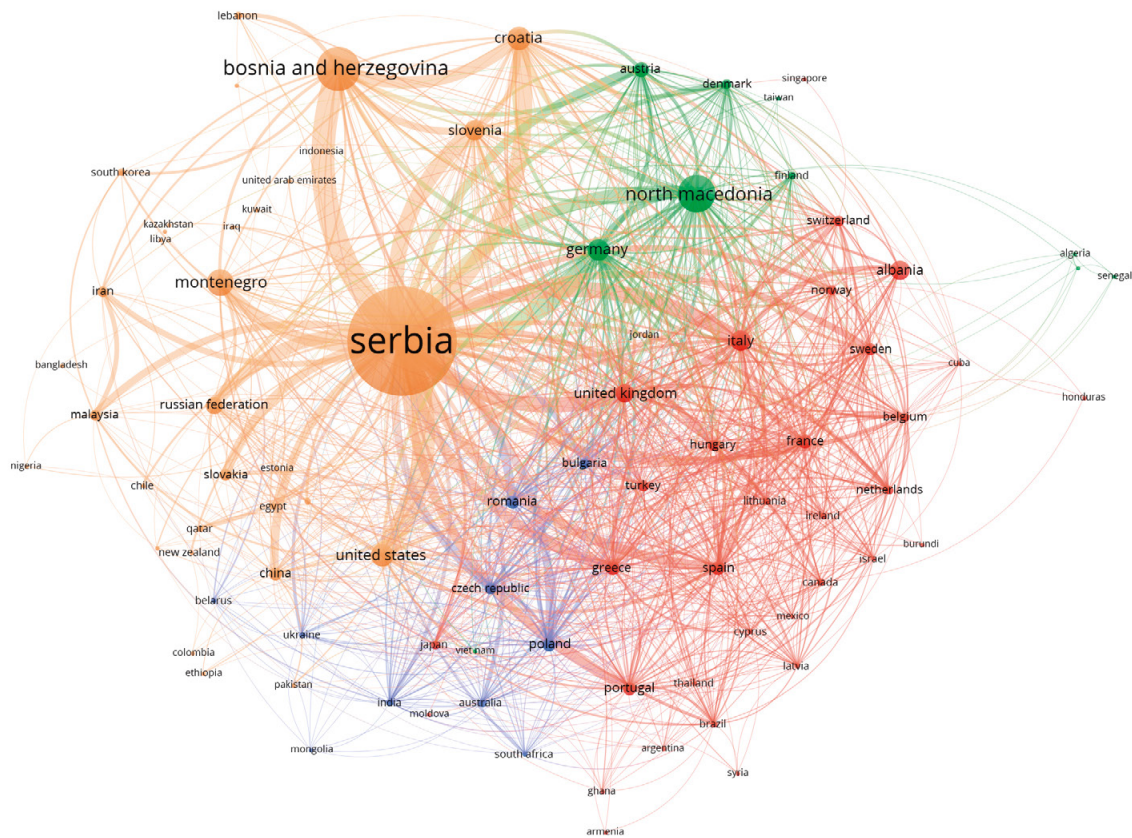 lebanon
croatia
bosnia and herzegovina
austria
singapore
denmark
taiwan
slovenia
indonesia
south korea
united arab emirates
finland
north macedonia
kuwait
switzerland
kazakhstan
iraq
libya
germany
algeria
albania
senegal
montenegro
iran
norway
serbia
jordan
italy
sweden
bangladesh
cuba
united kingdom
honduras
malaysia
russian federation
belgium
hungary
france
nigeria
bulgaria
estonia
slovakia
chile
turkey
netherlands
romania
lithuania
egypt
ireland
qatar
new zealand
united states
burundi
israel
greece
spain
china
czech republic
canada
belarus
mexico
ukraine
cyprus
japan
poland
vietnam
colombia
latvia
ethiopia
pakistan
portugal
thailand
india
australia
moldova
brazil
mongolia
south africa
argentina
syria
ghana
armenia